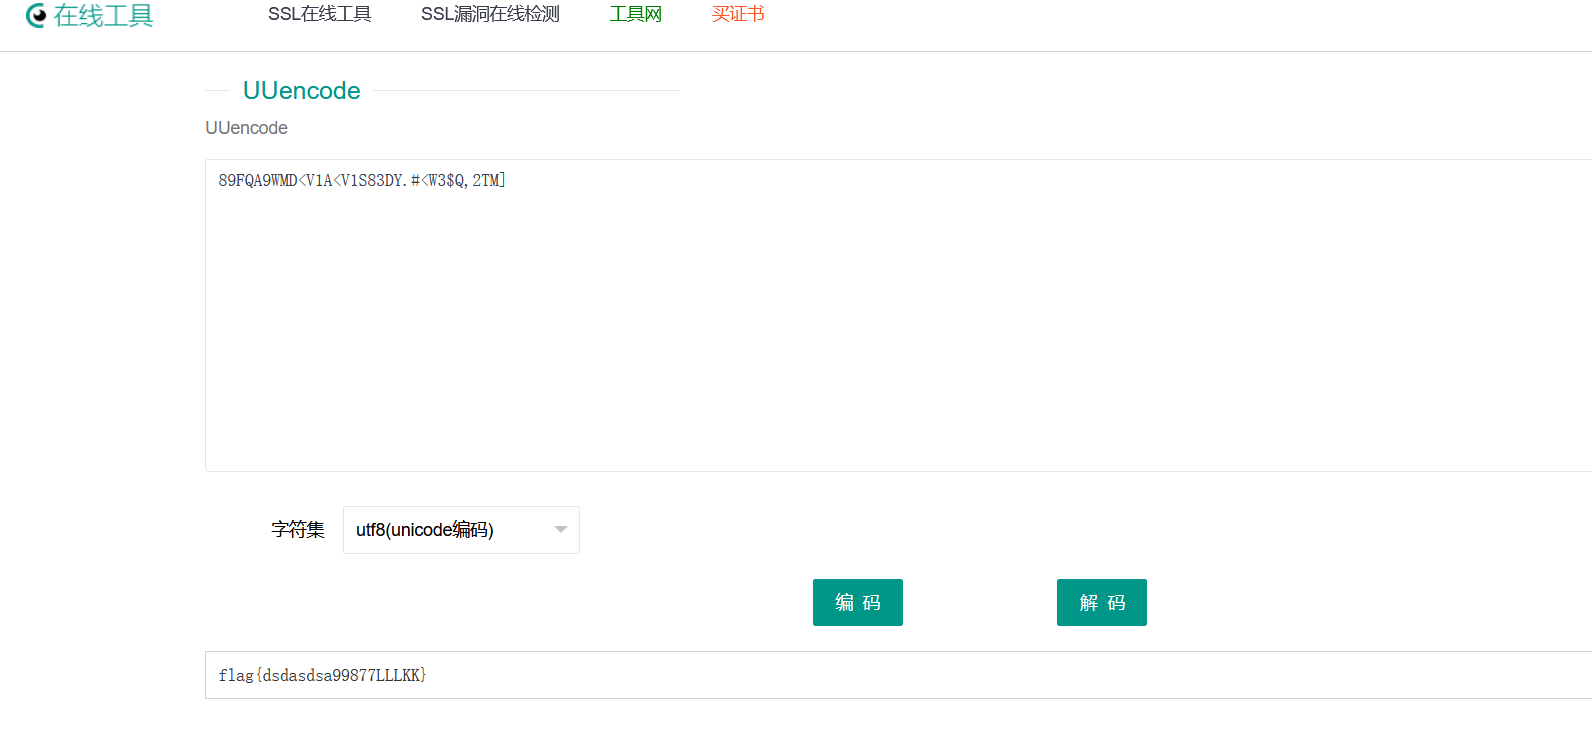 在线工具 SSL在线工具 SSL漏洞在线检测 工具网 买证书
UUencode
UUencode
89FQA9WMD<V1A<V1S83DY.#<W3$Q,2TM]
字符集 utf8(unicode编码)
编 码 解 码
flag{dsdasdsa99877LLLKK}